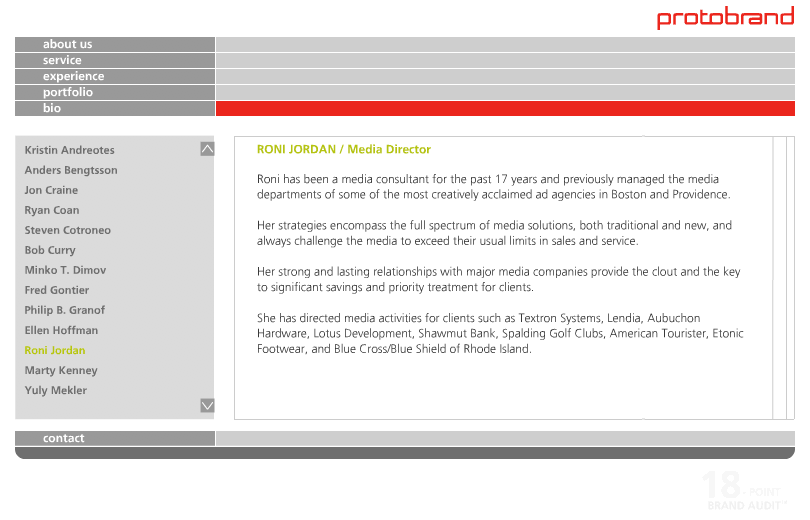 protobrand
about us
service
experience
portfolio
bio
Kristin Andreotes
Anders Bengtsson
Jon Craine
Ryan Coan
Steven Cotroneo
Bob Curry
Minko T. Dimov
Fred Gontier
Philip B. Granof
Ellen Hoffman
Roni Jordan
Marty Kenney
Yuly Mekler
RONI JORDAN / Media Director
Roni has been a media consultant for the past 17 years and previously managed the media
departments of some of the most creatively acclaimed ad agencies in Boston and Providence.
Her strategies encompass the full spectrum of media solutions, both traditional and new, and
always challenge the media to exceed their usual limits in sales and service.
Her strong and lasting relationships with major media companies provide the clout and the key
to significant savings and priority treatment for clients.
She has directed media activities for clients such as Textron Systems, Lendia, Aubuchon
Hardware, Lotus Development, Shawmut Bank, Spalding Golf Clubs, American Tourister, Etonic
Footwear, and Blue Cross/Blue Shield of Rhode Island.
contact
18-POINT
BRAND AUDIT™